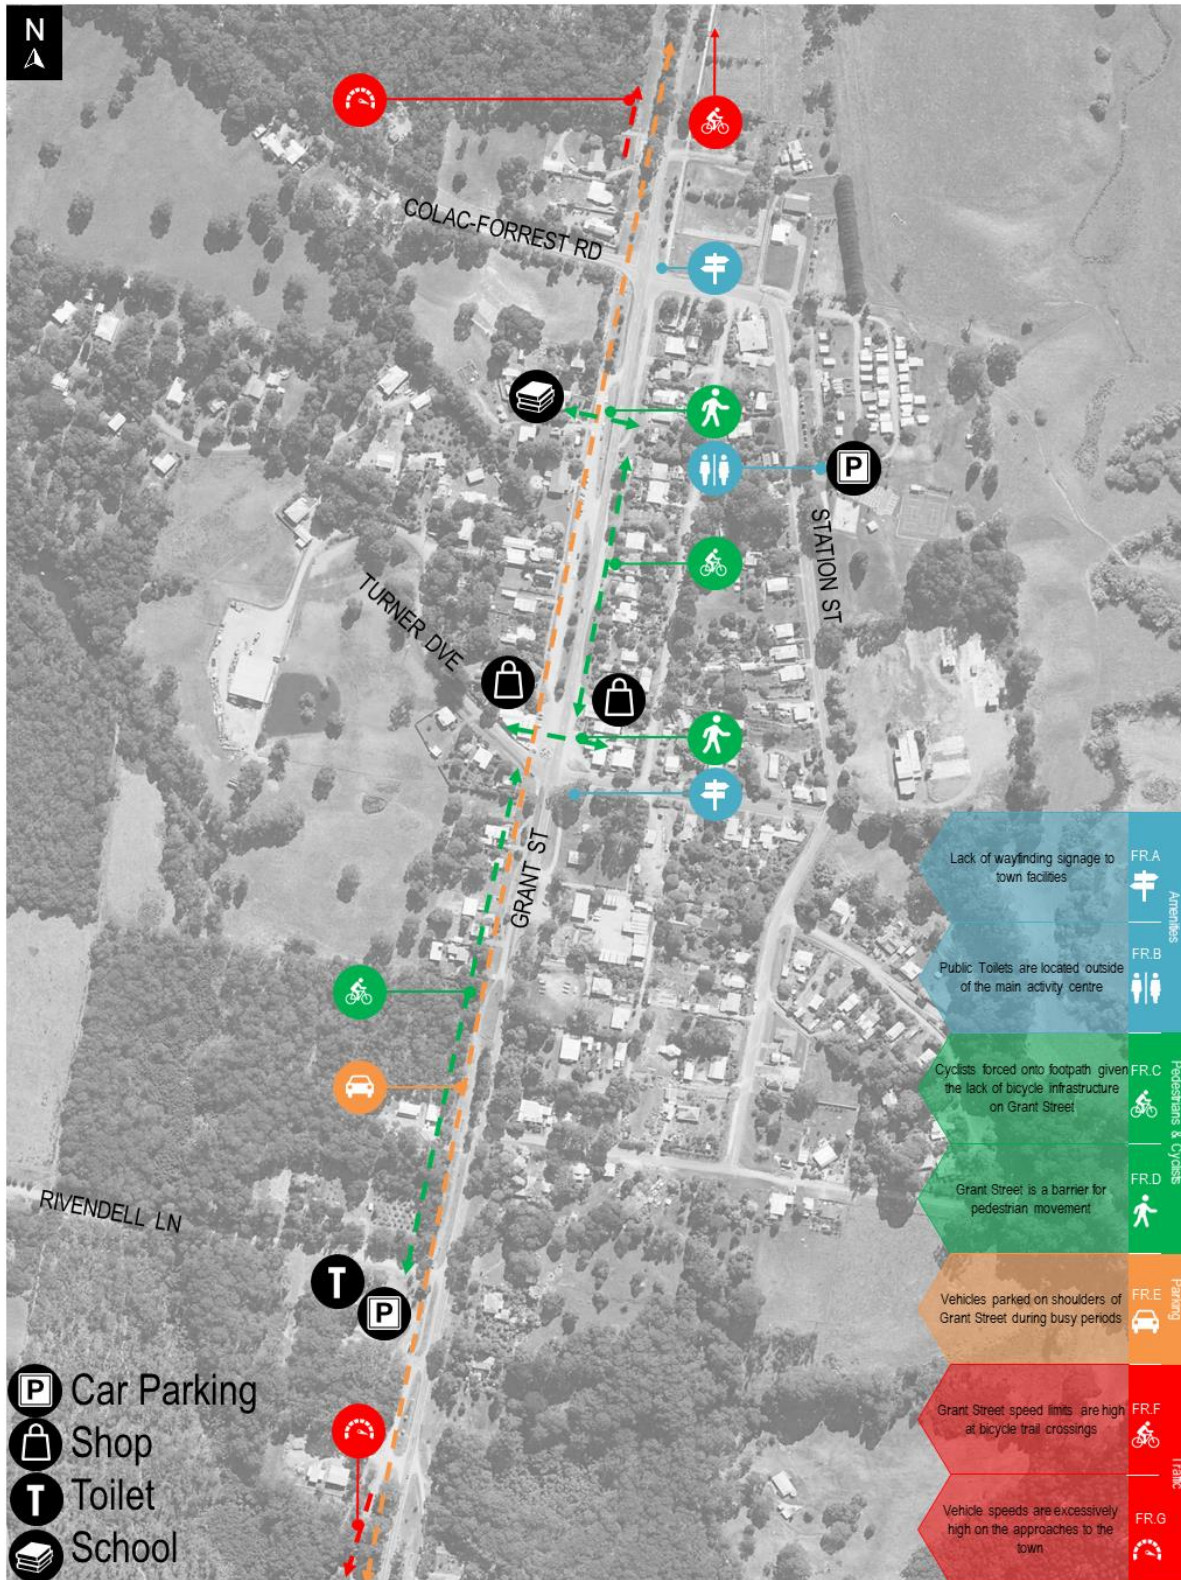 N
COLAC-FORREST RD
P
STATION ST
TURNER DVE
GRANT ST
RIVENDELL LN
T
P
P Car Parking
Shop
T Toilet
School
Lack of wayfinding signage to
town facilities
FR.A
Amenities
Public Toilets are located outside
of the main activity centre
FR.B
Cyclists forced onto footpath given
the lack of bicycle infrastructure
on Grant Street
FR.C
Pedestrians & Cyclists
Grant Street is a barrier for
pedestrian movement
FR.D
Vehicles parked on shoulders of
Grant Street during busy periods
FR.E
Parking
Grant Street speed limits are high
at bicycle trail crossings
FR.F
Traffic
Vehicle speeds are excessively
high on the approaches to the
town
FR.G